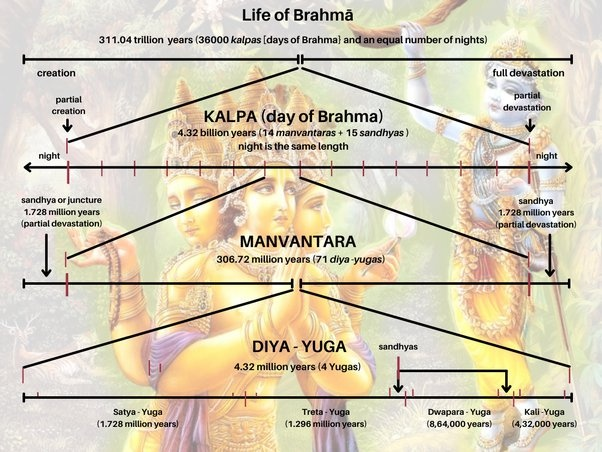 Life of Brahmā
311.04 trillion years (36000 kalpas [days of Brahma} and an equal number of nights)
creation
full devastation
partial
creation
partial
devastation
KALPA (day of Brahma)
4.32 billion years (14 manvantaras + 15 sandhyas )
night is the same length
night
night
sandhya or juncture
1.728 million years
(partial devastation)
sandhya
1.728 million years
(partial devastation)
MANVANTARA
306.72 million years (71 diya -yugas)
DIYA - YUGA
4.32 million years (4 Yugas)
sandhyas
Satya - Yuga
(1.728 million years)
Treta - Yuga
(1.296 million years)
Dwapara - Yuga
(8,64,000 years)
Kali -Yuga
(4,32,000 years)